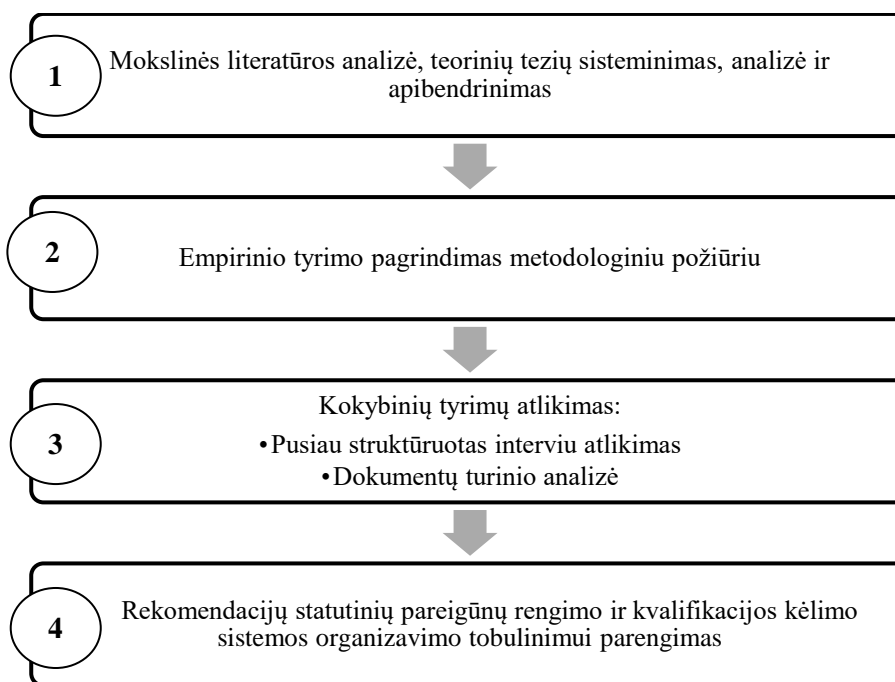 1
Mokslinės literatūros analizė, teorinių tezių sisteminimas, analizė ir
apibendrinimas
2
Empirinio tyrimo pagrindimas metodologiniu požiūriu
3
Kokybinių tyrimų atlikimas:
•Pusiau struktūruotas interviu atlikimas
•Dokumentų turinio analizė
4
Rekomendacijų statutinių pareigūnų rengimo ir kvalifikacijos kėlimo
sistemos organizavimo tobulinimui parengimas